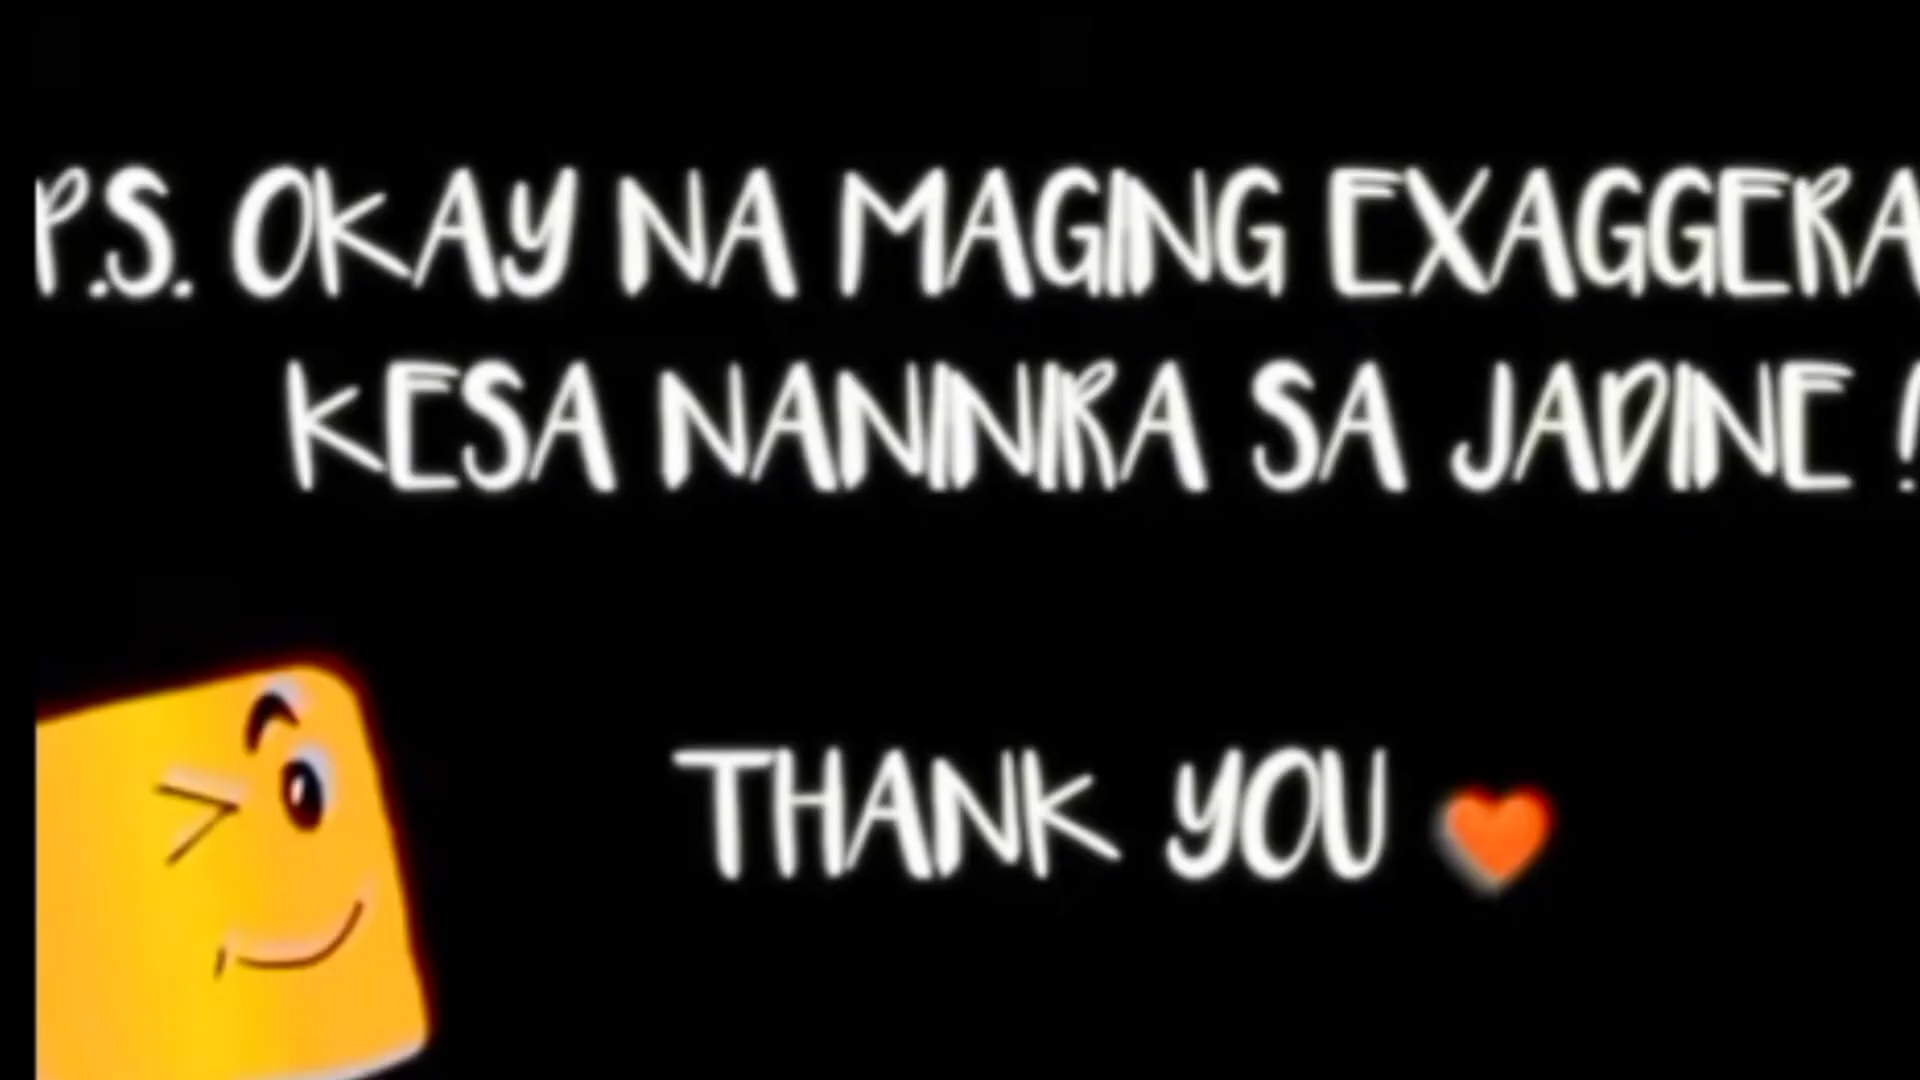 P.S. OKAY NA MAGING EXAGGERA
KESA NANINIRA SA JADINE !
THANK YOU